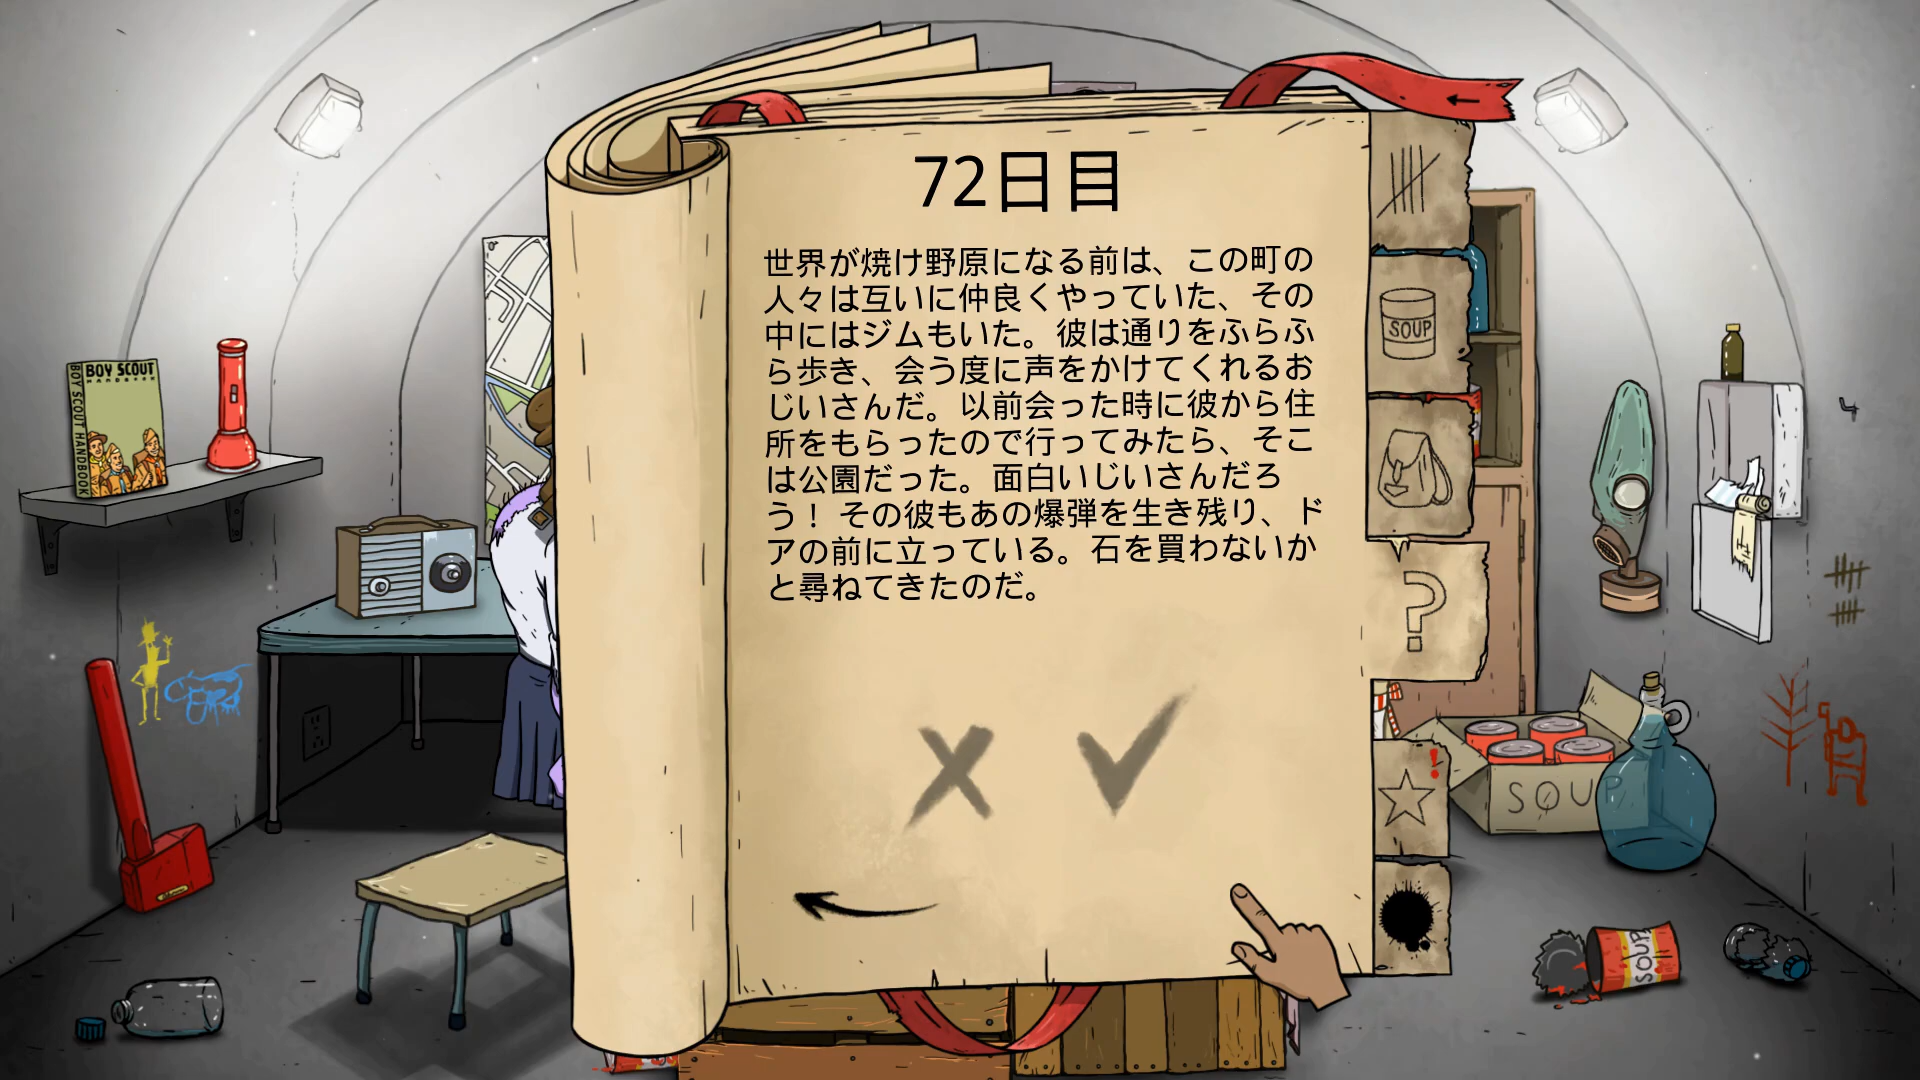 72日目
世界が焼け野原になる前は、この町の
人々は互いに仲良くやっていた、その
中にはジムもいた。彼は通りをふらふ
ら歩き、会う度に声をかけてくれるお
じいさんだ。以前会った時に彼から住
所をもらったので行ってみたら、そこ
は公園だった。面白いじいさんだろ
う！ その彼もあの爆弾を生き残り、ド
アの前に立っている。石を買わないか
と尋ねてきたのだ。
SOUP
?
!
BOY SCOUT
HANDBOOK
BOY SCOUT HANDBOOK
SOUP
SOUP